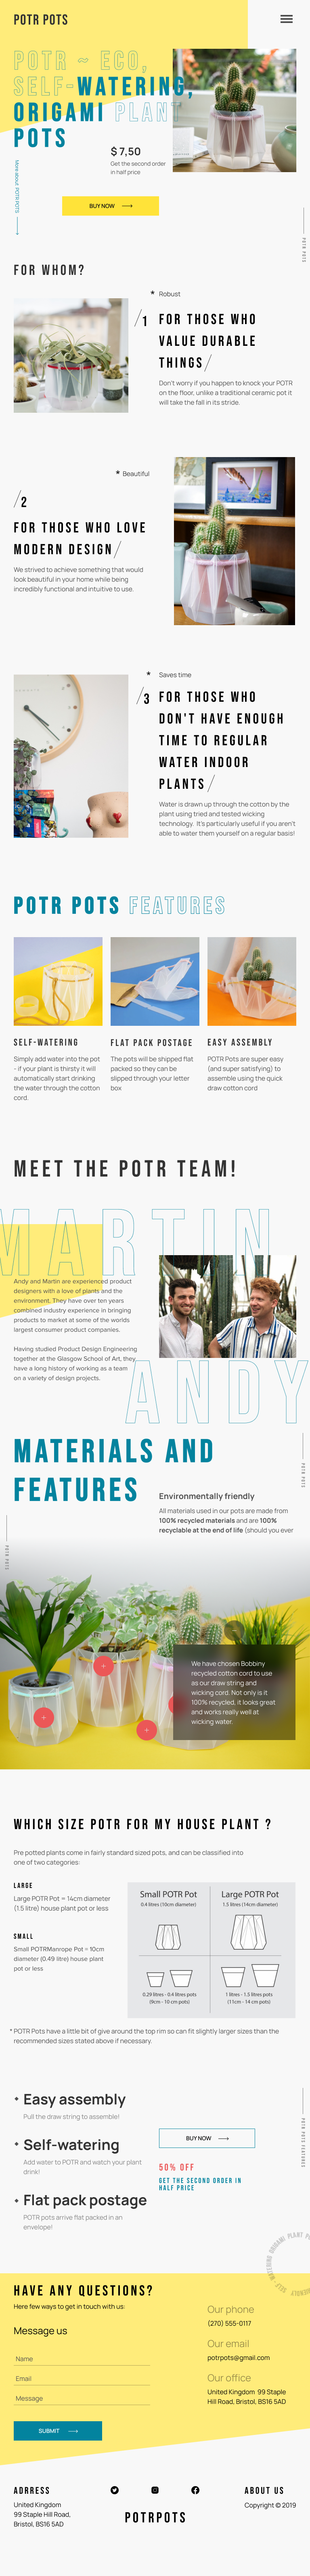 POTR POTS
POTR ~ ECO,
SELF-WATERING,
ORIGAMI PLANT
POTS
$ 7,50
Get the second order
in half price
More about POTR POTS
BUY NOW
POTR POTS
FOR WHOM?
* Robust
/1
FOR THOSE WHO
VALUE DURABLE
THINGS/
Don't worry if you happen to knock your POTR
on the floor, unlike a traditional ceramic pot it
will take the fall in its stride.
* Beautiful
/2
FOR THOSE WHO LOVE
MODERN DESIGN/
We strived to achieve something that would
look beautiful in your home while being
incredibly functional and intuitive to use.
* Saves time
/3
FOR THOSE WHO
DON'T HAVE ENOUGH
TIME TO REGULAR
WATER INDOOR
PLANTS/
Water is drawn up through the cotton by the
plant using tried and tested wicking
technology. It's particularly useful if you aren't
able to water them yourself on a regular basis!
POTR POTS FEATURES
SELF-WATERING
Simply add water into the pot
- if your plant is thirsty it will
automatically start drinking
the water through the cotton
cord.
FLAT PACK POSTAGE
The pots will be shipped flat
packed so they can be
slipped through your letter
box
EASY ASSEMBLY
POTR Pots are super easy
(and super satisfying) to
assemble using the quick
draw cotton cord
MEET THE POTR TEAM!
MARTIN
Andy and Martin are experienced product
designers with a love of plants and the
environment. They have over ten years
combined industry experience in bringing
products to market at some of the worlds
largest consumer product companies.
Having studied Product Design Engineering
together at the Glasgow School of Art, they
have a long history of working as a team
on a variety of design projects.
ANDY
MATERIALS AND
FEATURES
POTR POTS
Environmentally friendly
All materials used in our pots are made from
100% recycled materials and are 100%
recyclable at the end of life (should you ever
POTR POTS
We have chosen Bobbiny
recycled cotton cord to use
as our draw string and
wicking cord. Not only is it
100% recycled, it looks great
and works really well at
wicking water.
WHICH SIZE POTR FOR MY HOUSE PLANT ?
Pre potted plants come in fairly standard sized pots, and can be classified into
one of two categories:
LARGE
Large POTR Pot = 14cm diameter
(1.5 litre) house plant pot or less
SMALL
Small POTRManrope Pot = 10cm
diameter (0.49 litre) house plant
pot or less
Small POTR Pot
0.4 litres (10cm diameter)
Large POTR Pot
1.5 litres (14cm diameter)
0.29 litres - 0.4 litres pots
(9cm - 10 cm pots)
1 litres - 1.5 litres pots
(11cm - 14 cm pots)
* POTR Pots have a little bit of give around the top rim so can fit slightly larger sizes than the
recommended sizes stated above if necessary.
Easy assembly
Pull the draw string to assemble!
Self-watering
Add water to POTR and watch your plant
drink!
Flat pack postage
POTR pots arrive flat packed in an
envelope!
BUY NOW
50% OFF
GET THE SECOND ORDER IN
HALF PRICE
POTR POTS FEATURES
HAVE ANY QUESTIONS?
Here few ways to get in touch with us:
Message us
Name
Email
Message
SUBMIT
Our phone
(270) 555-0117
Our email
potrpots@gmail.com
Our office
United Kingdom 99 Staple
Hill Road, Bristol, BS16 5AD
ADRRESS
United Kingdom
99 Staple Hill Road,
Bristol, BS16 5AD
POTRPOTS
ABOUT US
Copyright © 2019